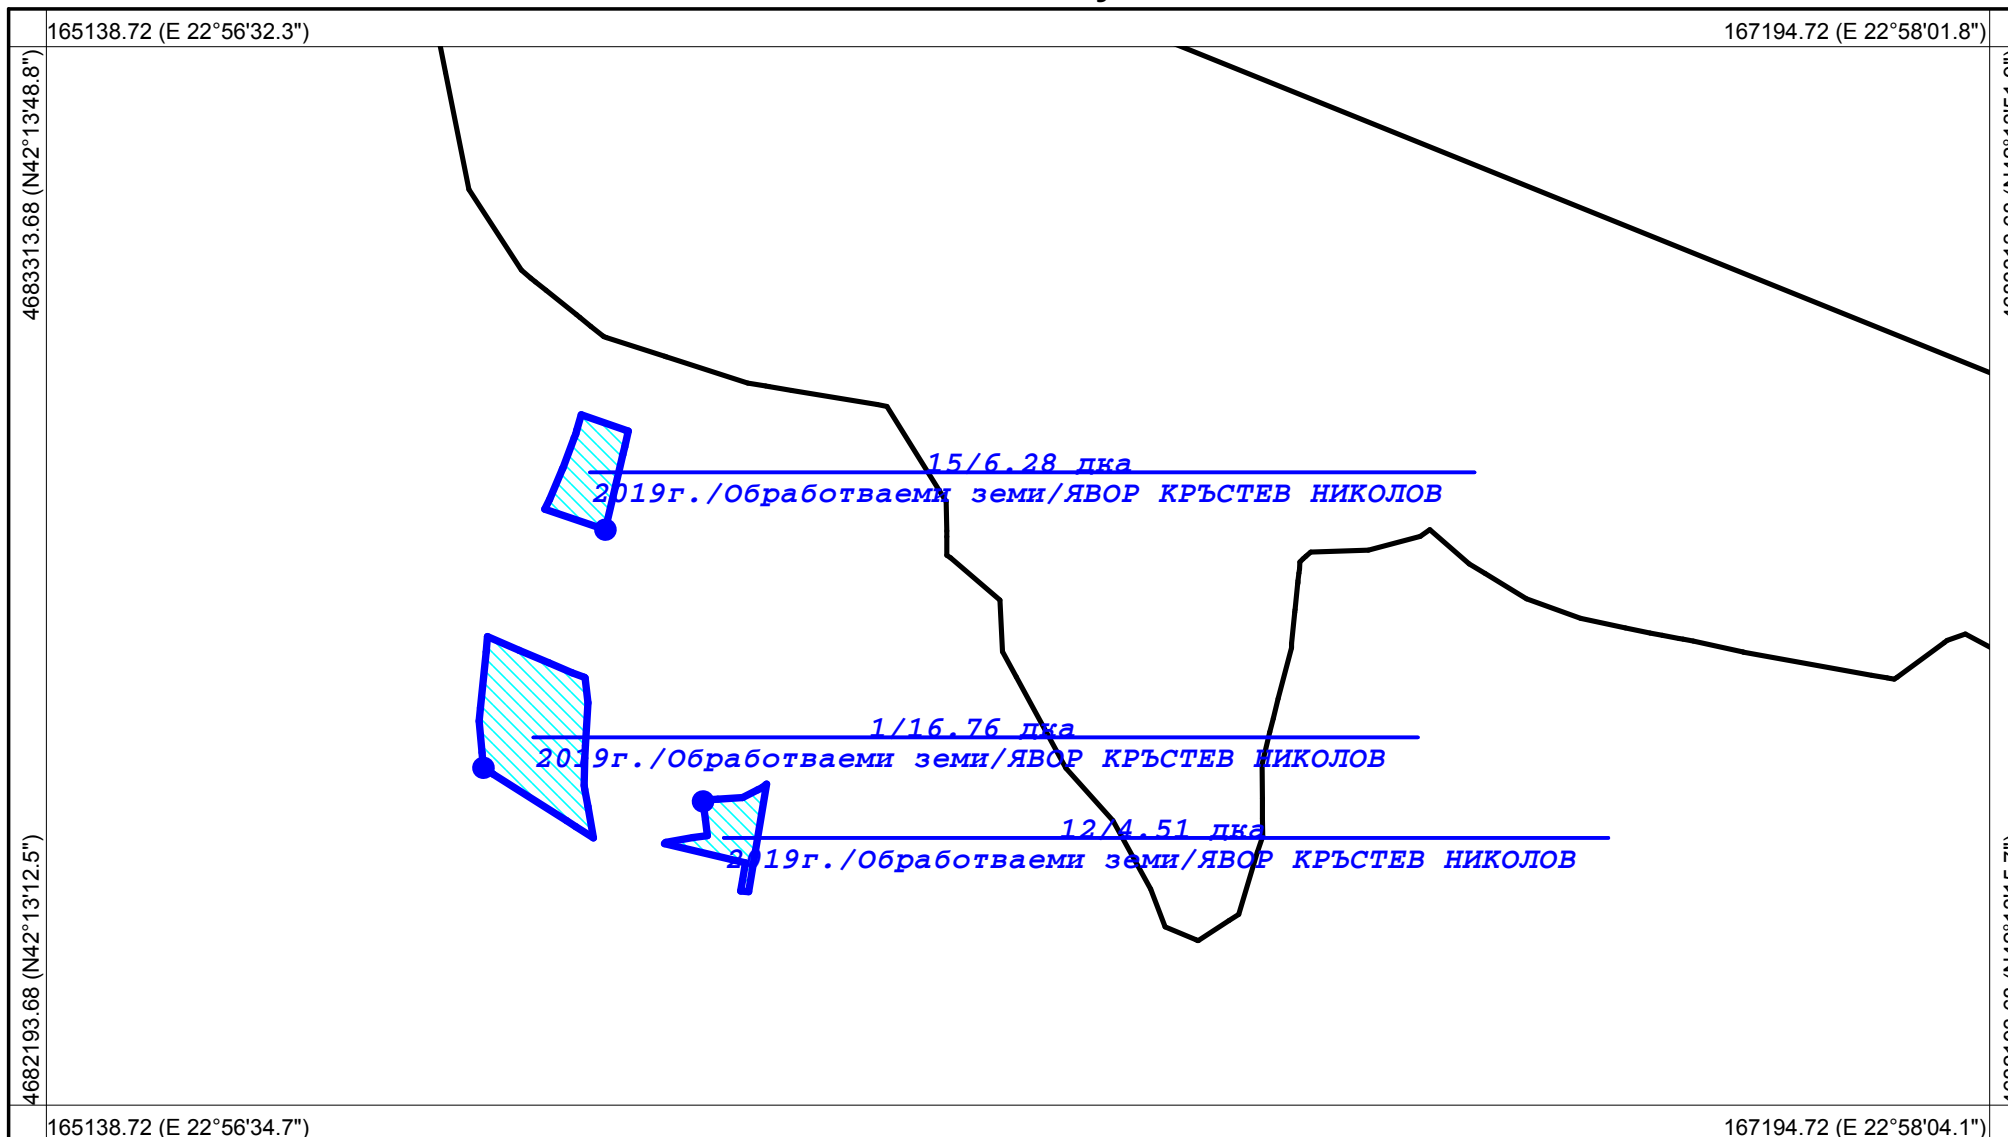 165138.72 (E 22°56'32.3")
167194.72 (E 22°58'01.8")
4683313.68 (N42°13'48.8")
15/6.28 дка
2019г./Обработваеми земи/ЯВОР КРЪСТЕВ НИКОЛОВ
1/16.76 дка
2019г./Обработваеми земи/ЯВОР КРЪСТЕВ НИКОЛОВ
12/4.51 дка
2019г./Обработваеми земи/ЯВОР КРЪСТЕВ НИКОЛОВ
4682193.68 (N42°13'12.5")
165138.72 (E 22°56'34.7")
167194.72 (E 22°58'04.1")